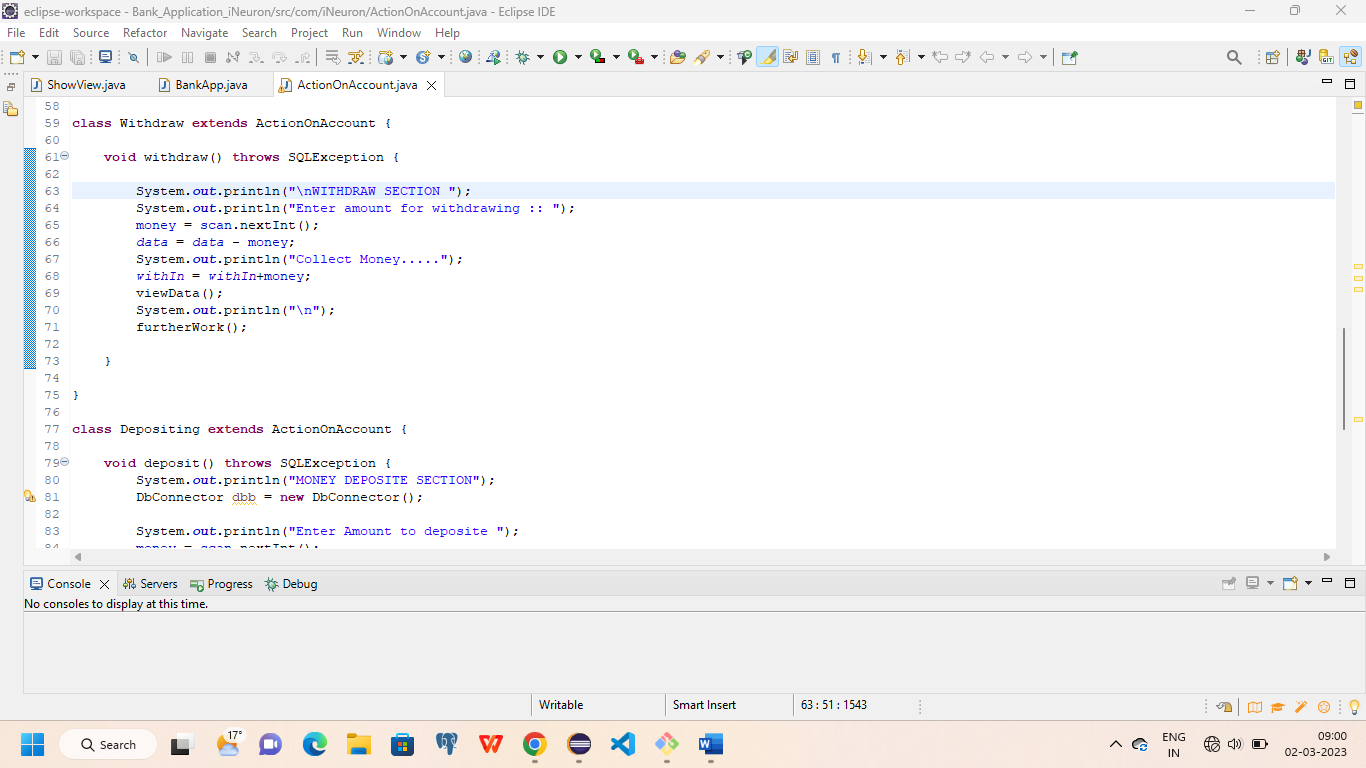 eclipse-workspace - Bank_Application_iNeuron/src/com/iNeuron/ActionOnAccount.java - Eclipse IDE
File Edit Source Refactor Navigate Search Project Run Window Help
ShowView.java BankApp.java ActionOnAccount.java
58
59 class Withdraw extends ActionOnAccount {
60
61 void withdraw() throws SQLException {
62
63 System.out.println("\nWITHDRAW SECTION ");
64 System.out.println("Enter amount for withdrawing :: ");
65 money = scan.nextInt();
66 data = data - money;
67 System.out.println("Collect Money.....");
68 withIn = withIn+money;
69 viewData();
70 System.out.println("\n");
71 furtherWork();
72
73 }
74
75 }
76
77 class Depositing extends ActionOnAccount {
78
79 void deposit() throws SQLException {
80 System.out.println("MONEY DEPOSITE SECTION");
81 DbConnector dbb = new DbConnector();
82
83 System.out.println("Enter Amount to deposite ");
84 money = scan.nextInt();
Console Servers Progress Debug
No consoles to display at this time.
Writable Smart Insert 63 : 51 : 1543
Search 17° ENG IN 09:00
02-03-2023